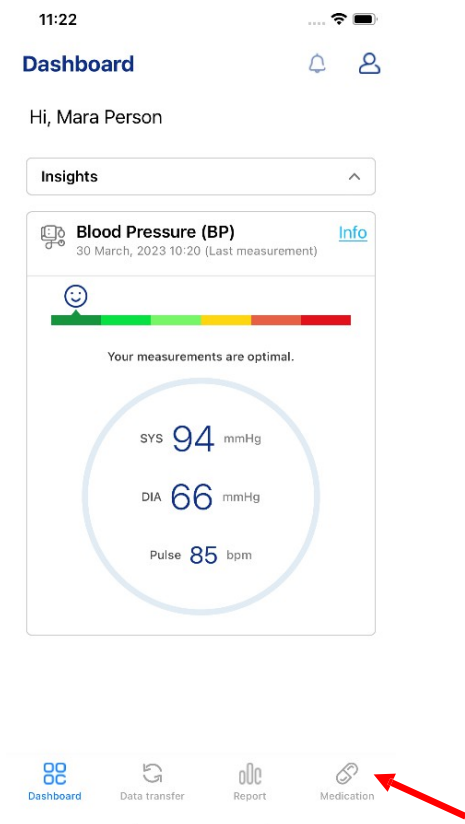 11:22
Dashboard
Hi, Mara Person
Insights
Blood Pressure (BP)
Info
30 March, 2023 10:20 (Last measurement)
Your measurements are optimal.
SYS 94 mmHg
DIA 66 mmHg
Pulse 85 bpm
Dashboard Data transfer Report Medication